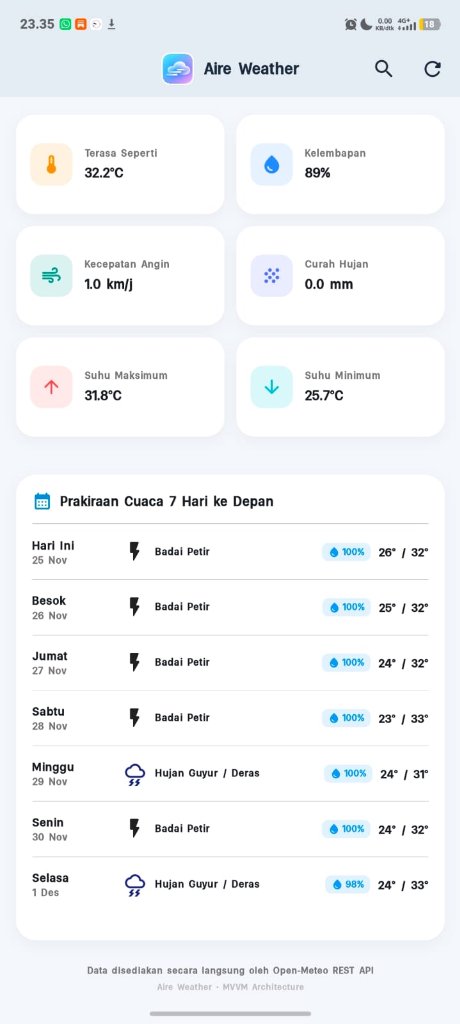 23.35
0.00
KB/dtk
4G+
18
Aire Weather
Terasa Seperti
32.2°C
Kelembapan
89%
Kecepatan Angin
1.0 km/j
Curah Hujan
0.0 mm
Suhu Maksimum
31.8°C
Suhu Minimum
25.7°C
Prakiraan Cuaca 7 Hari ke Depan
Hari Ini
25 Nov
Badai Petir
100%
26° / 32°
Besok
26 Nov
Badai Petir
100%
25° / 32°
Jumat
27 Nov
Badai Petir
100%
24° / 32°
Sabtu
28 Nov
Badai Petir
100%
23° / 33°
Minggu
29 Nov
Hujan Guyur / Deras
100%
24° / 31°
Senin
30 Nov
Badai Petir
100%
24° / 32°
Selasa
1 Des
Hujan Guyur / Deras
98%
24° / 33°
Data disediakan secara langsung oleh Open-Meteo REST API
Aire Weather · MVVM Architecture